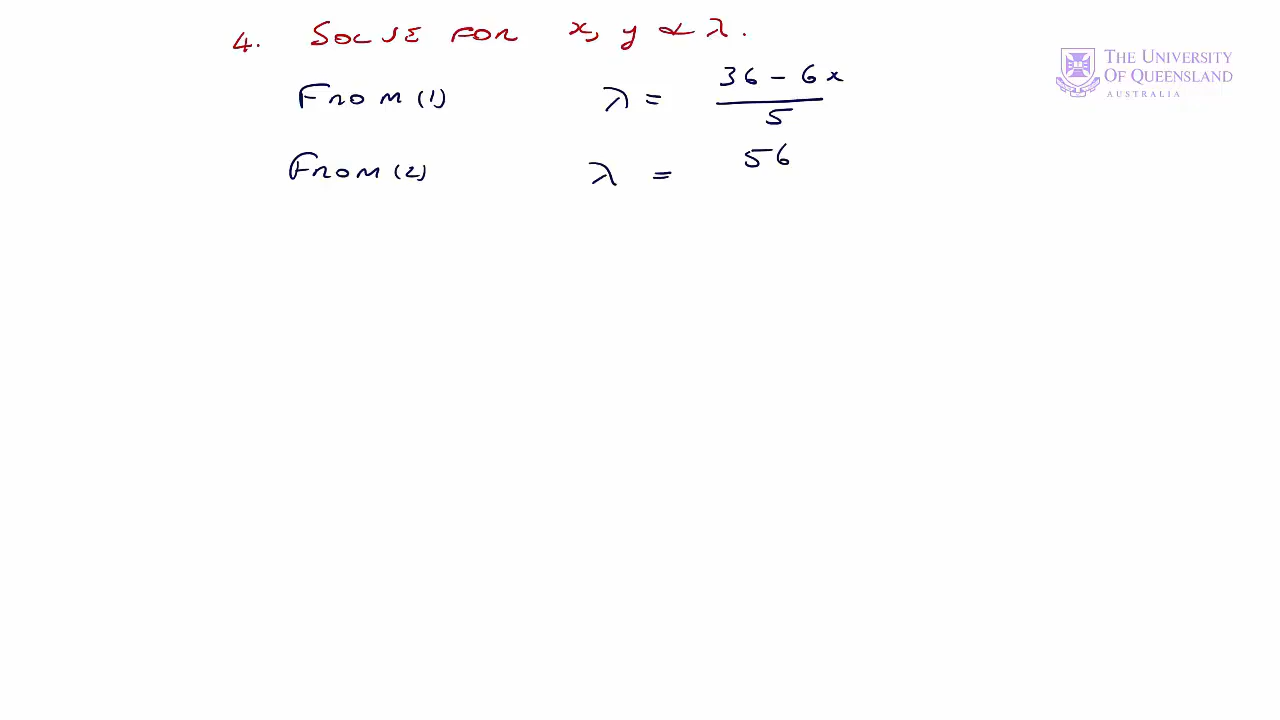 4. SOLVE FOR x, y & λ.
THE UNIVERSITY
OF QUEENSLAND
AUSTRALIA
FROM (1) λ = 36 - 6x / 5
FROM (2) λ = 56